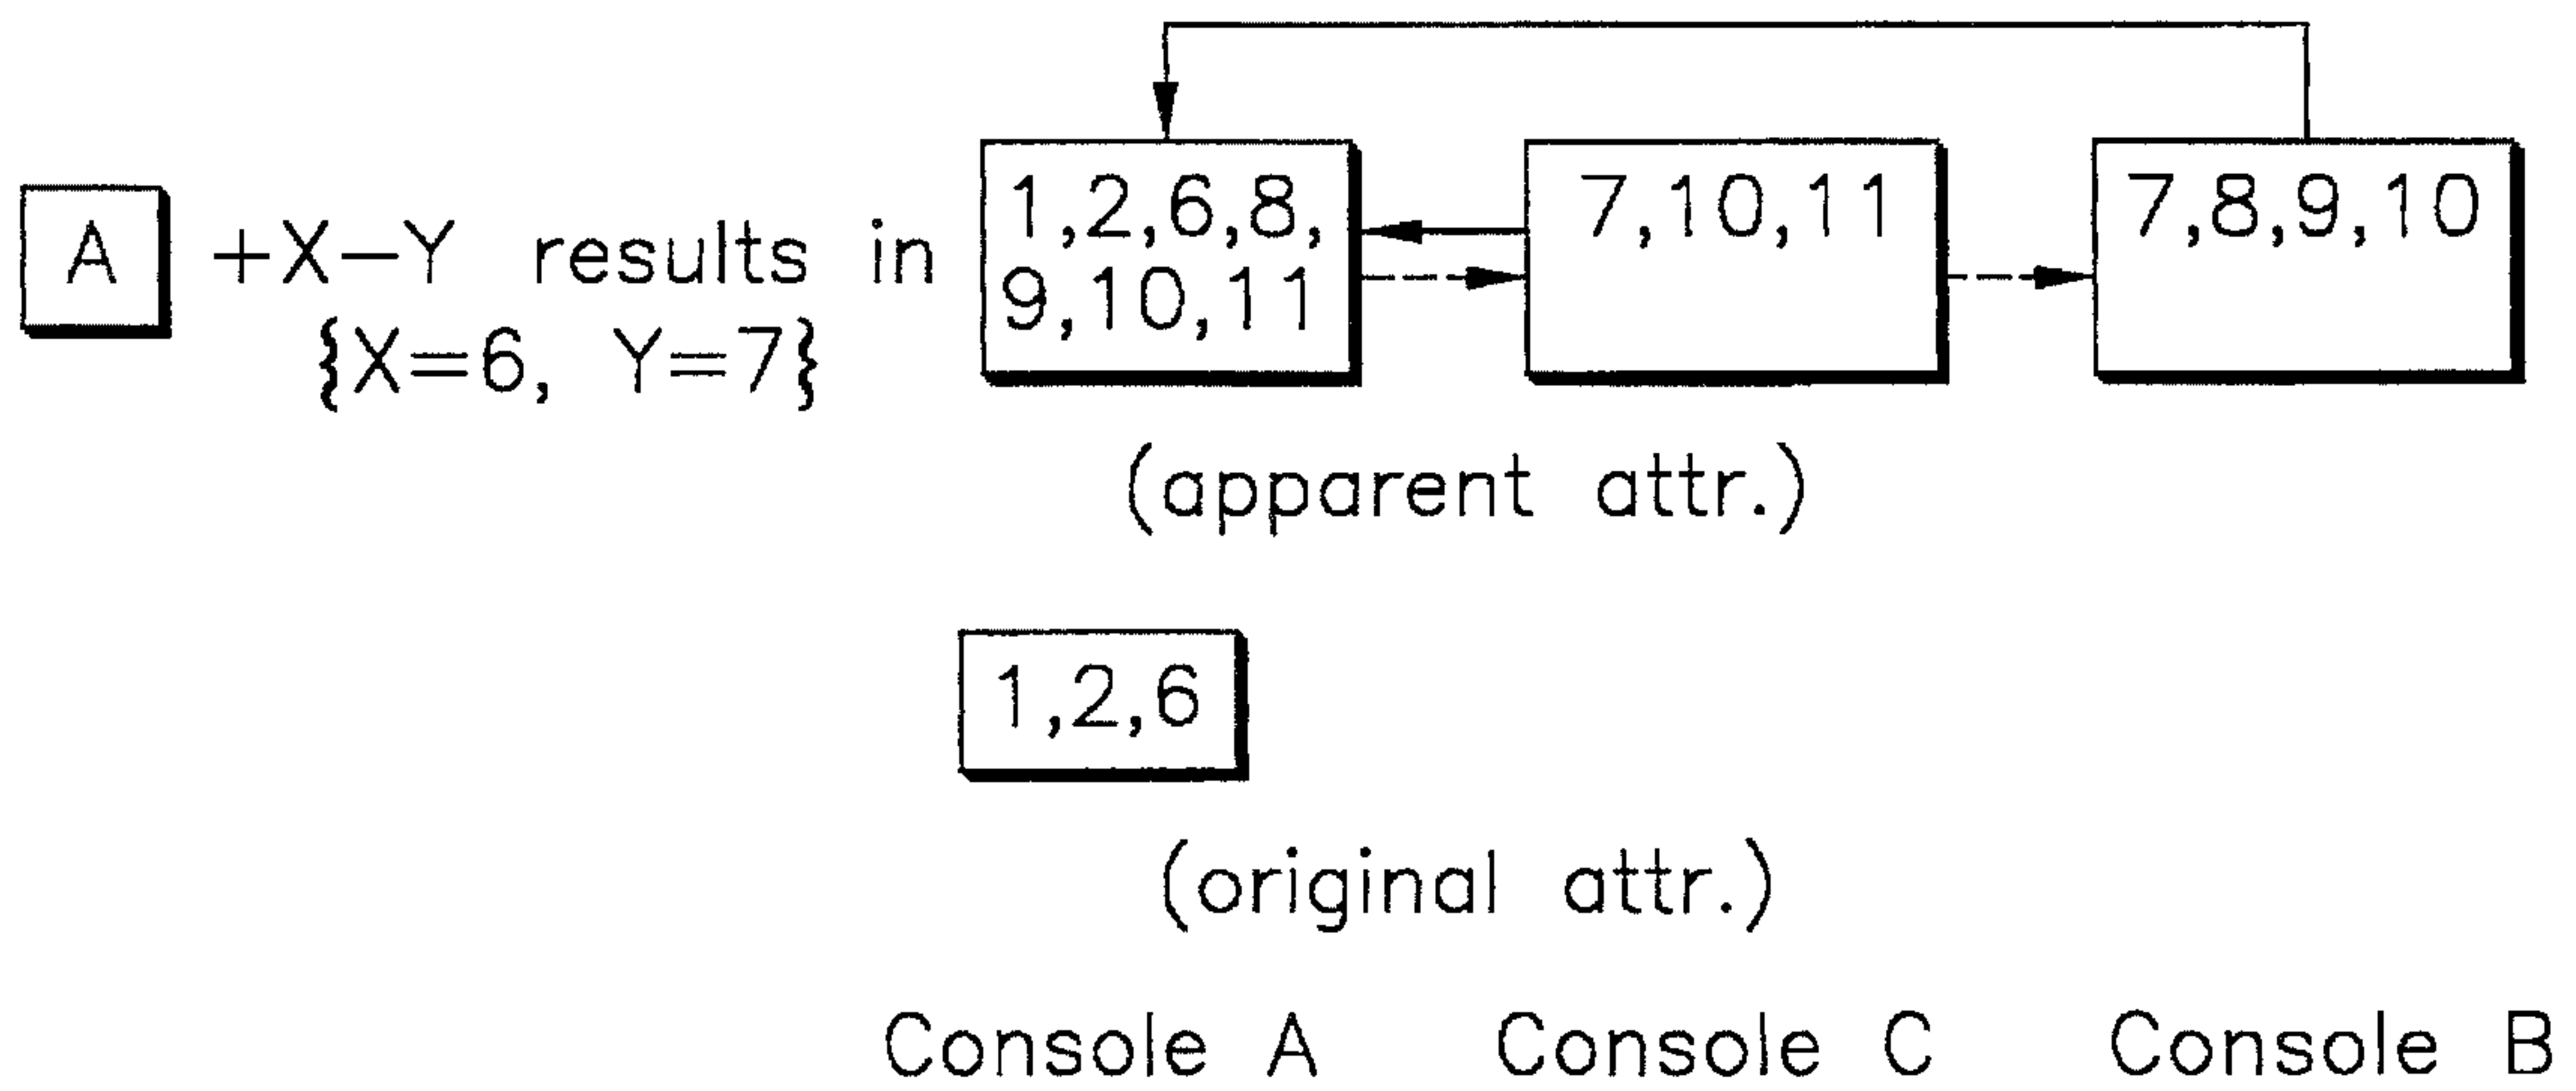 A +X-Y results in
{X=6, Y=7}
1,2,6,8,
9,10,11
7,10,11
7,8,9,10
(apparent attr.)
1,2,6
(original attr.)
Console A Console C Console B